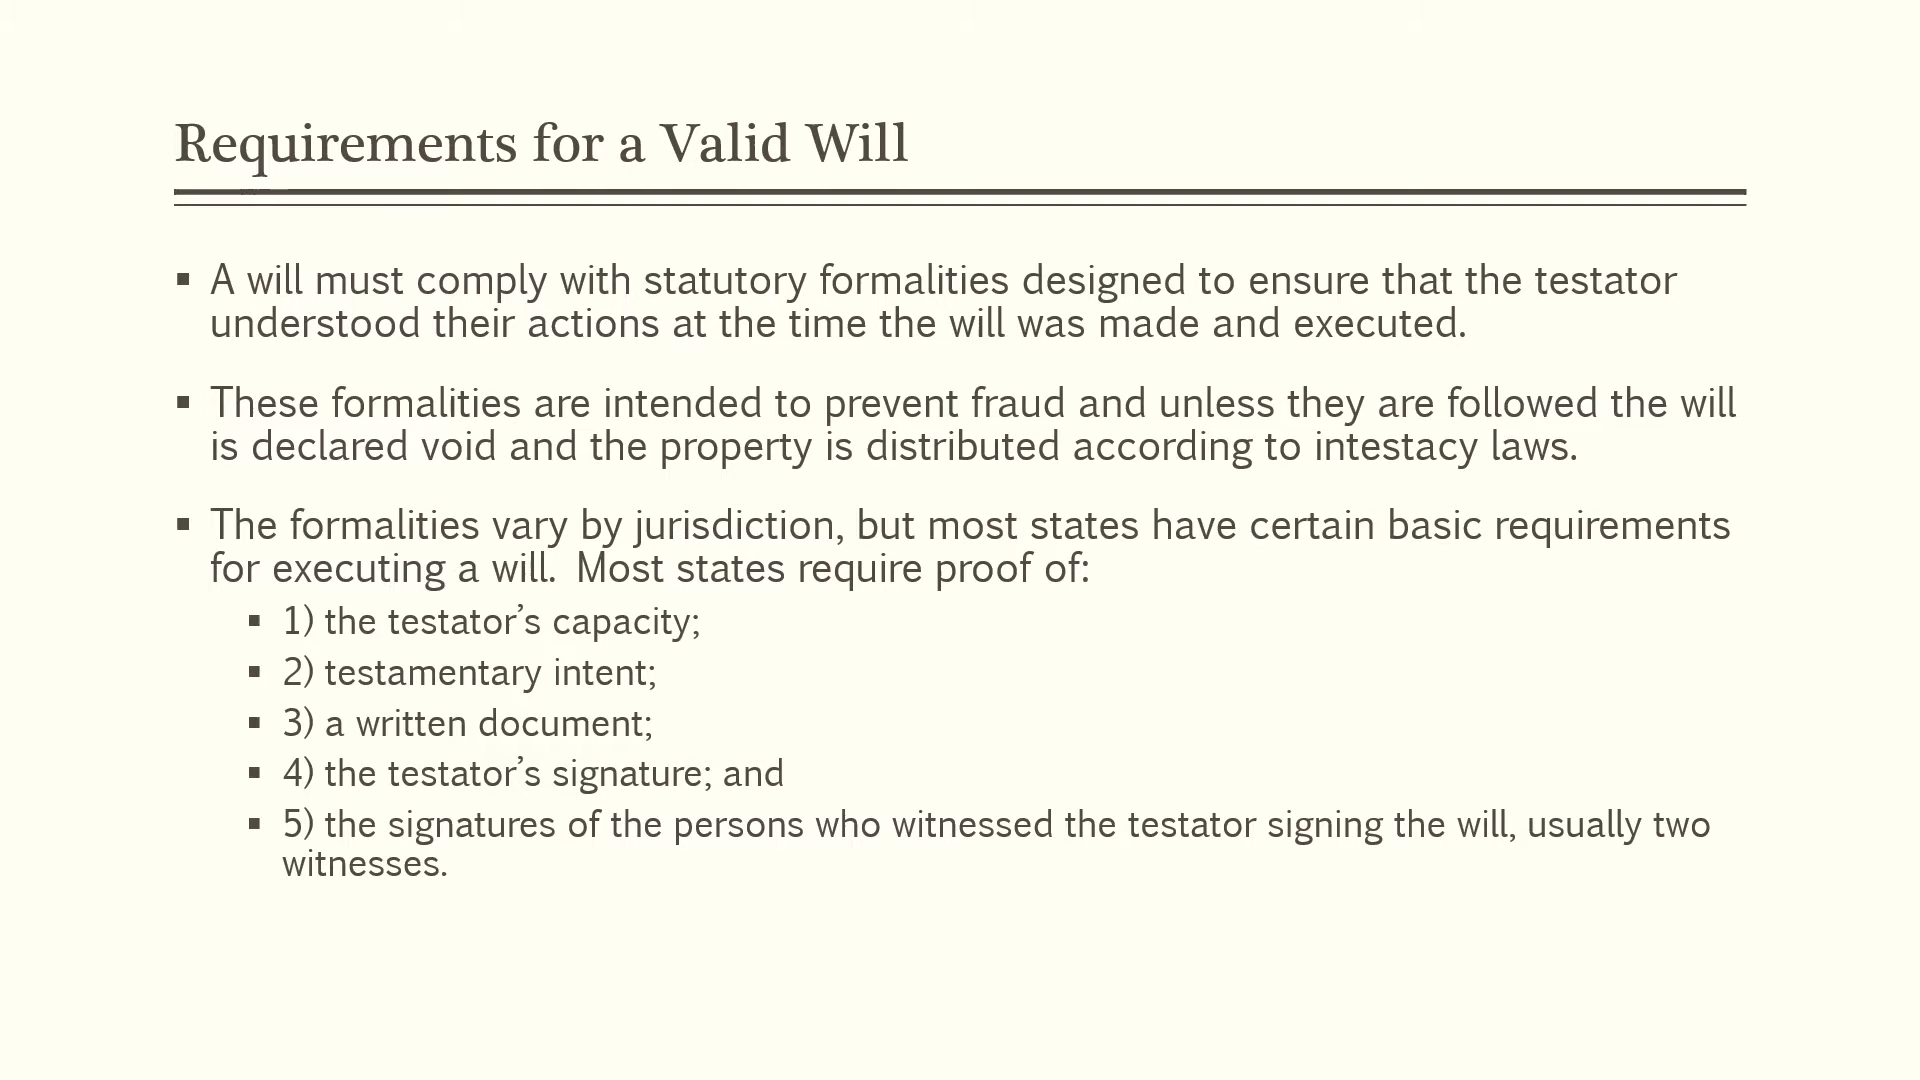 Requirements for a Valid Will
▪ A will must comply with statutory formalities designed to ensure that the testator
understood their actions at the time the will was made and executed.
▪ These formalities are intended to prevent fraud and unless they are followed the will
is declared void and the property is distributed according to intestacy laws.
▪ The formalities vary by jurisdiction, but most states have certain basic requirements
for executing a will.  Most states require proof of:
▪ 1) the testator’s capacity;
▪ 2) testamentary intent;
▪ 3) a written document;
▪ 4) the testator’s signature; and
▪ 5) the signatures of the persons who witnessed the testator signing the will, usually two
witnesses.